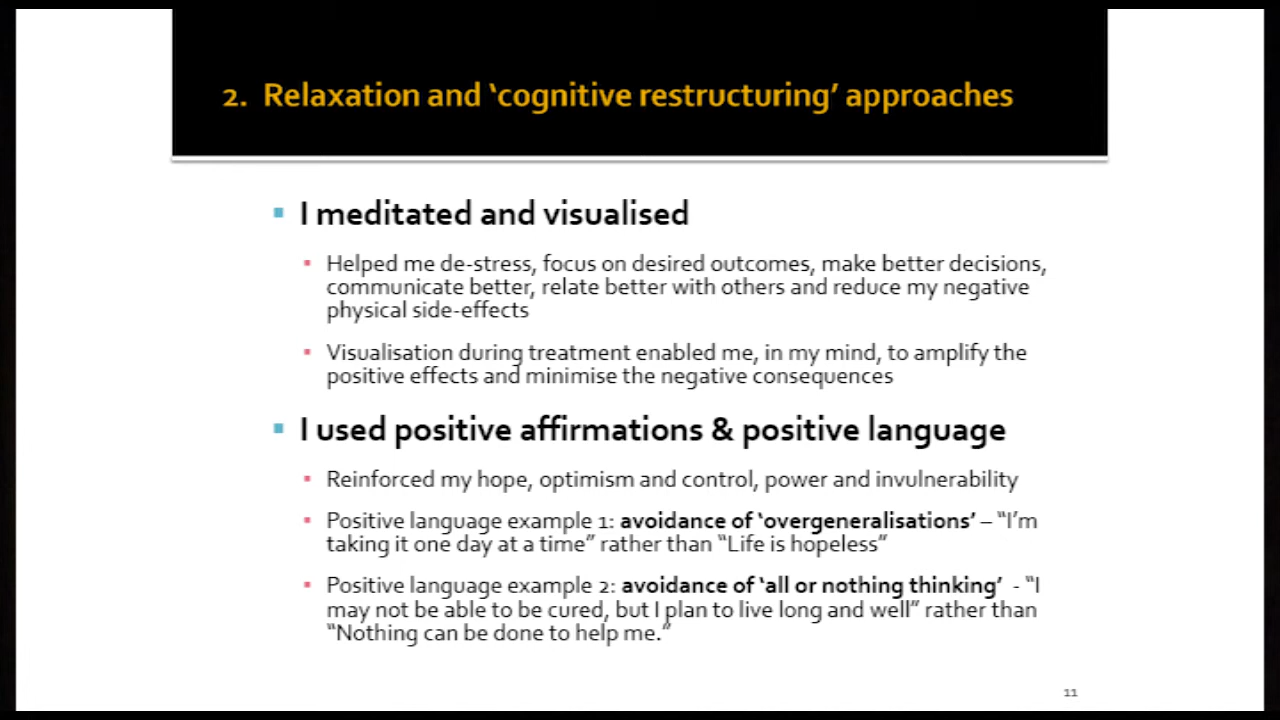 2. Relaxation and ‘cognitive restructuring’ approaches
I meditated and visualised
Helped me de-stress, focus on desired outcomes, make better decisions,
communicate better, relate better with others and reduce my negative
physical side-effects
Visualisation during treatment enabled me, in my mind, to amplify the
positive effects and minimise the negative consequences
I used positive affirmations & positive language
Reinforced my hope, optimism and control, power and invulnerability
Positive language example 1: avoidance of ‘overgeneralisations’ – “I’m
taking it one day at a time” rather than “Life is hopeless”
Positive language example 2: avoidance of ‘all or nothing thinking’ - “I
may not be able to be cured, but I plan to live long and well” rather than
“Nothing can be done to help me.”
11